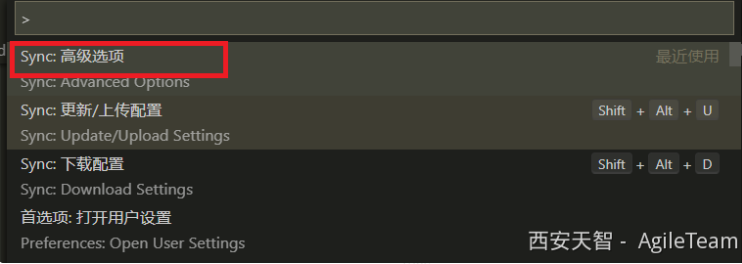 >
Sync: 高级选项 最近使用
Sync: Advanced Options
Sync: 更新/上传配置 Shift + Alt + U
Sync: Update/Upload Settings
Sync: 下载配置 Shift + Alt + D
Sync: Download Settings
首选项: 打开用户设置
Preferences: Open User Settings
西安天智 - AgileTeam